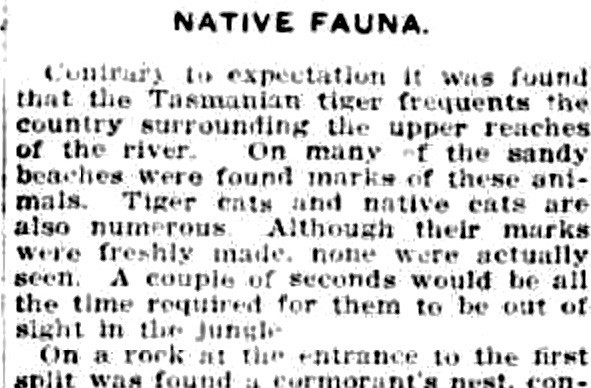 NATIVE FAUNA.
Contrary to expectation it was found
that the Tasmanian tiger frequents the
country surrounding the upper reaches
of the river. On many of the sandy
beaches were found marks of these ani-
mals. Tiger cats and native cats are
also numerous. Although their marks
were freshly made, none were actually
seen. A couple of seconds would be all
the time required for them to be out of
sight in the jungle
On a rock at the entrance to the first
split was found a cormorant's nest, con-